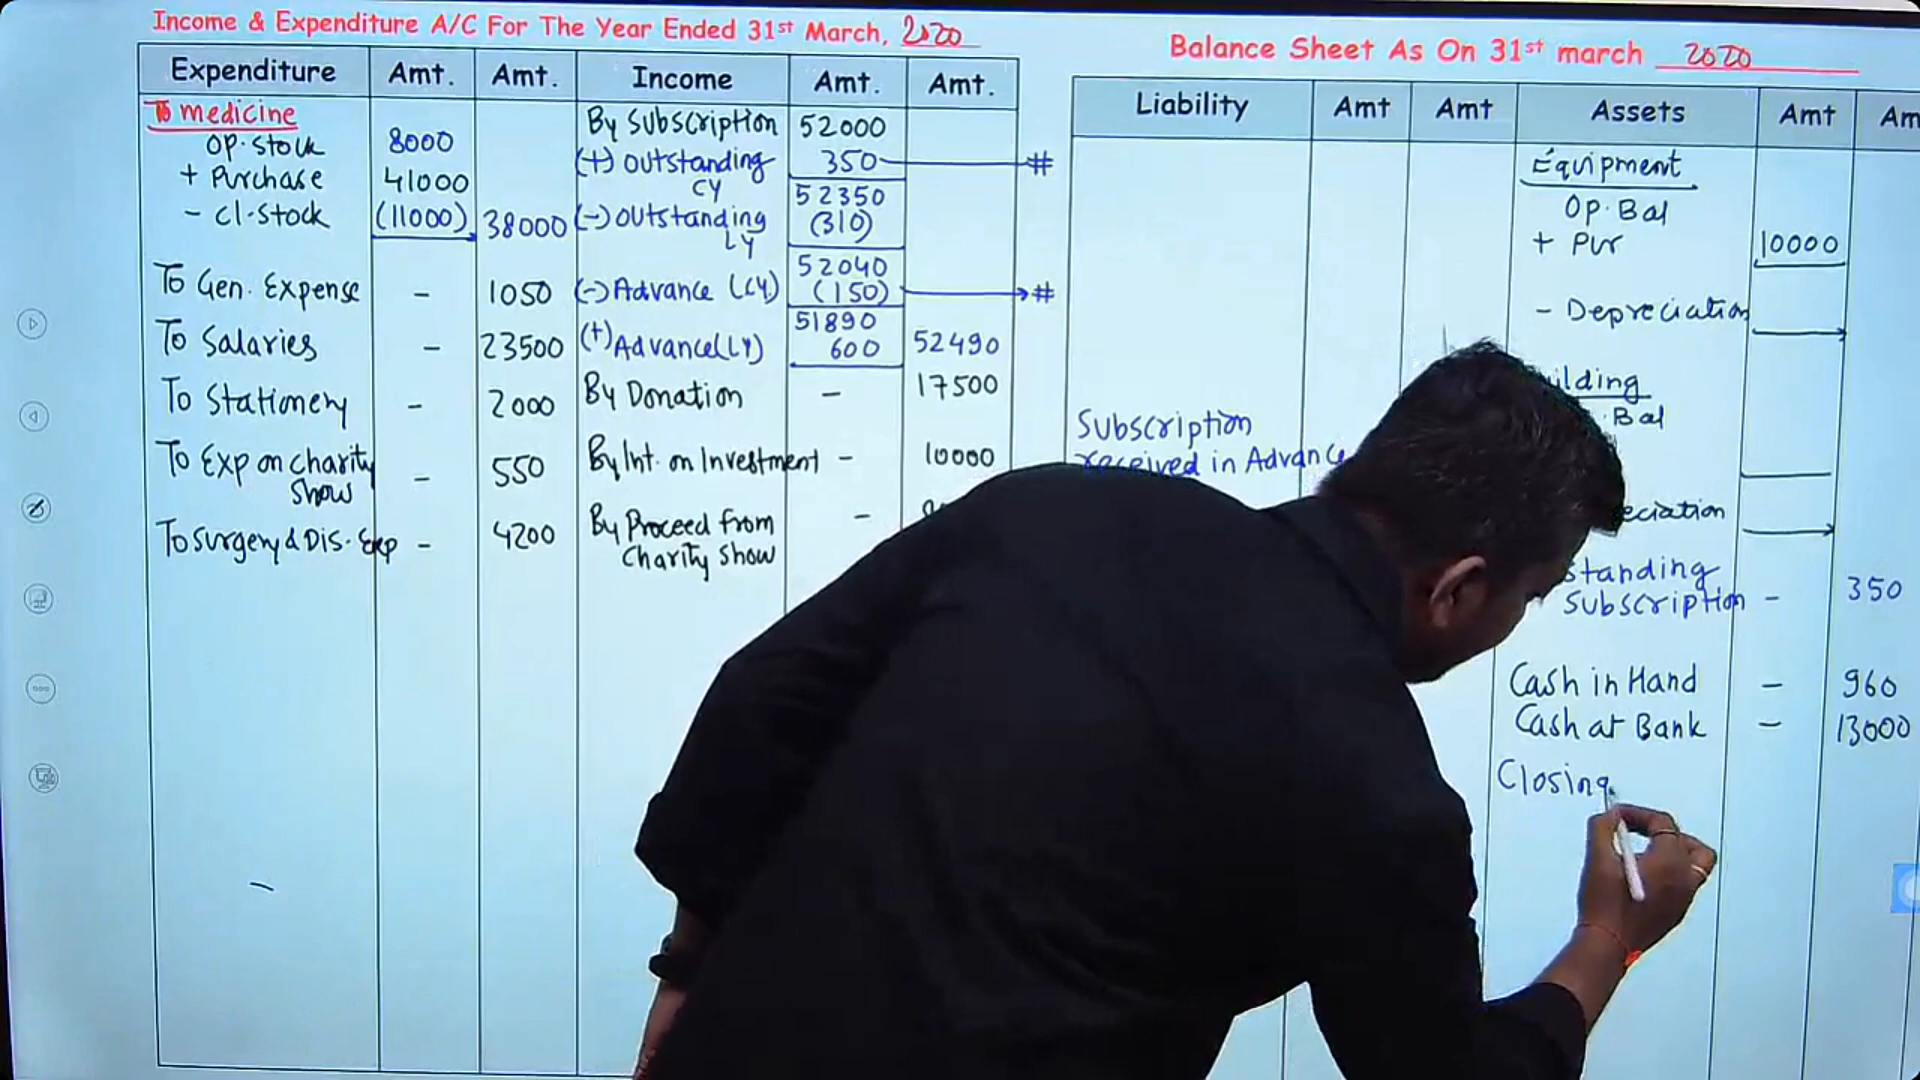 Income & Expenditure A/C For The Year Ended 31st March, 2020
Expenditure Amt. Amt. Income Amt. Amt.
To medicine
Op. Stock 8000
+ Purchase 41000
- Cl. Stock (11000) 38000
To Gen. Expense - 1050
To Salaries - 23500
To Stationery - 2000
To Exp on charity
Show - 550
To Surgery & Dis. Exp - 4200
By Subscription 52000
(+) Outstanding 350 #
CY 52350
(-) Outstanding (310)
LY
52040
(-) Advance (CY) (150) #
51890
(+) Advance (LY) 600 52490
By Donation - 17500
By Int. on Investment - 10000
By Proceed from -
Charity Show
Balance Sheet As On 31st march 2020
Liability Amt Amt Assets Amt Am
Subscription
received in Advance
Equipment
Op. Bal
+ Pur 10000
- Depreciation
ilding
. Bal
eciation
standing
Subscription - 350
Cash in Hand - 960
Cash at Bank - 13000
Closing